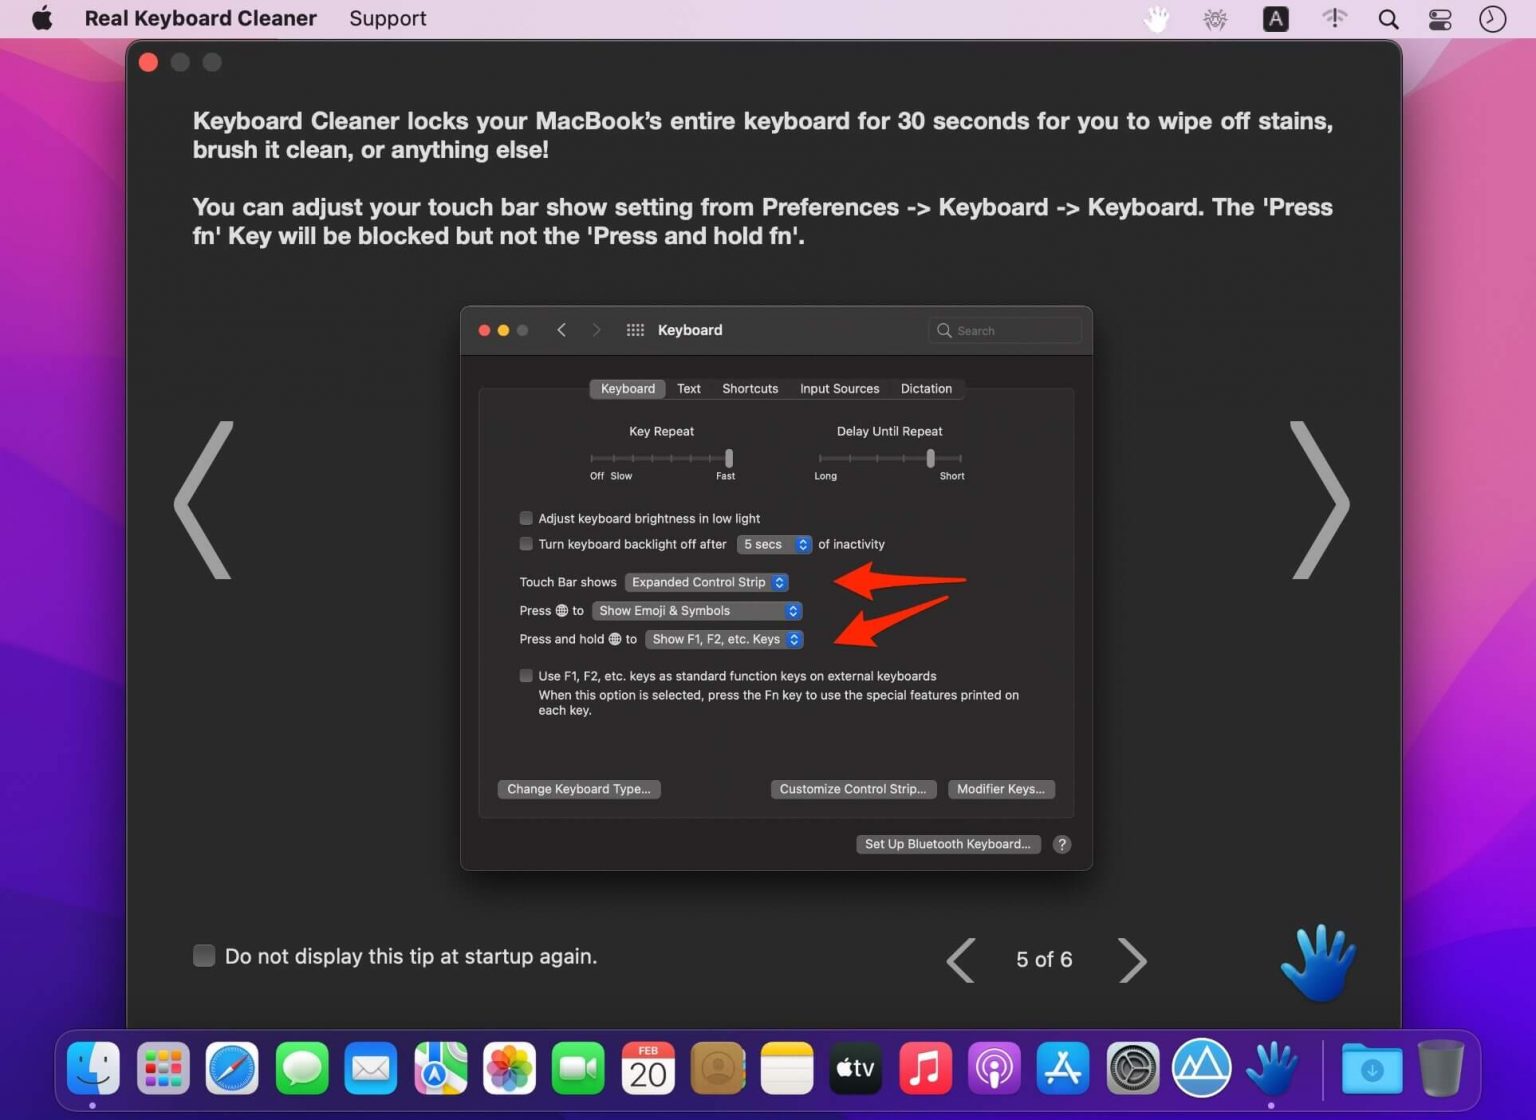 Real Keyboard Cleaner Support A
Keyboard Cleaner locks your MacBook’s entire keyboard for 30 seconds for you to wipe off stains,
brush it clean, or anything else!
You can adjust your touch bar show setting from Preferences -> Keyboard -> Keyboard. The 'Press
fn' Key will be blocked but not the 'Press and hold fn'.
Keyboard Search
Keyboard Text Shortcuts Input Sources Dictation
Key Repeat Delay Until Repeat
Off Slow Fast Long Short
Adjust keyboard brightness in low light
Turn keyboard backlight off after 5 secs of inactivity
Touch Bar shows Expanded Control Strip
Press to Show Emoji & Symbols
Press and hold to Show F1, F2, etc. Keys
Use F1, F2, etc. keys as standard function keys on external keyboards
When this option is selected, press the Fn key to use the special features printed on
each key.
Change Keyboard Type... Customize Control Strip... Modifier Keys...
Set Up Bluetooth Keyboard... ?
Do not display this tip at startup again. 5 of 6
FEB
20
tv